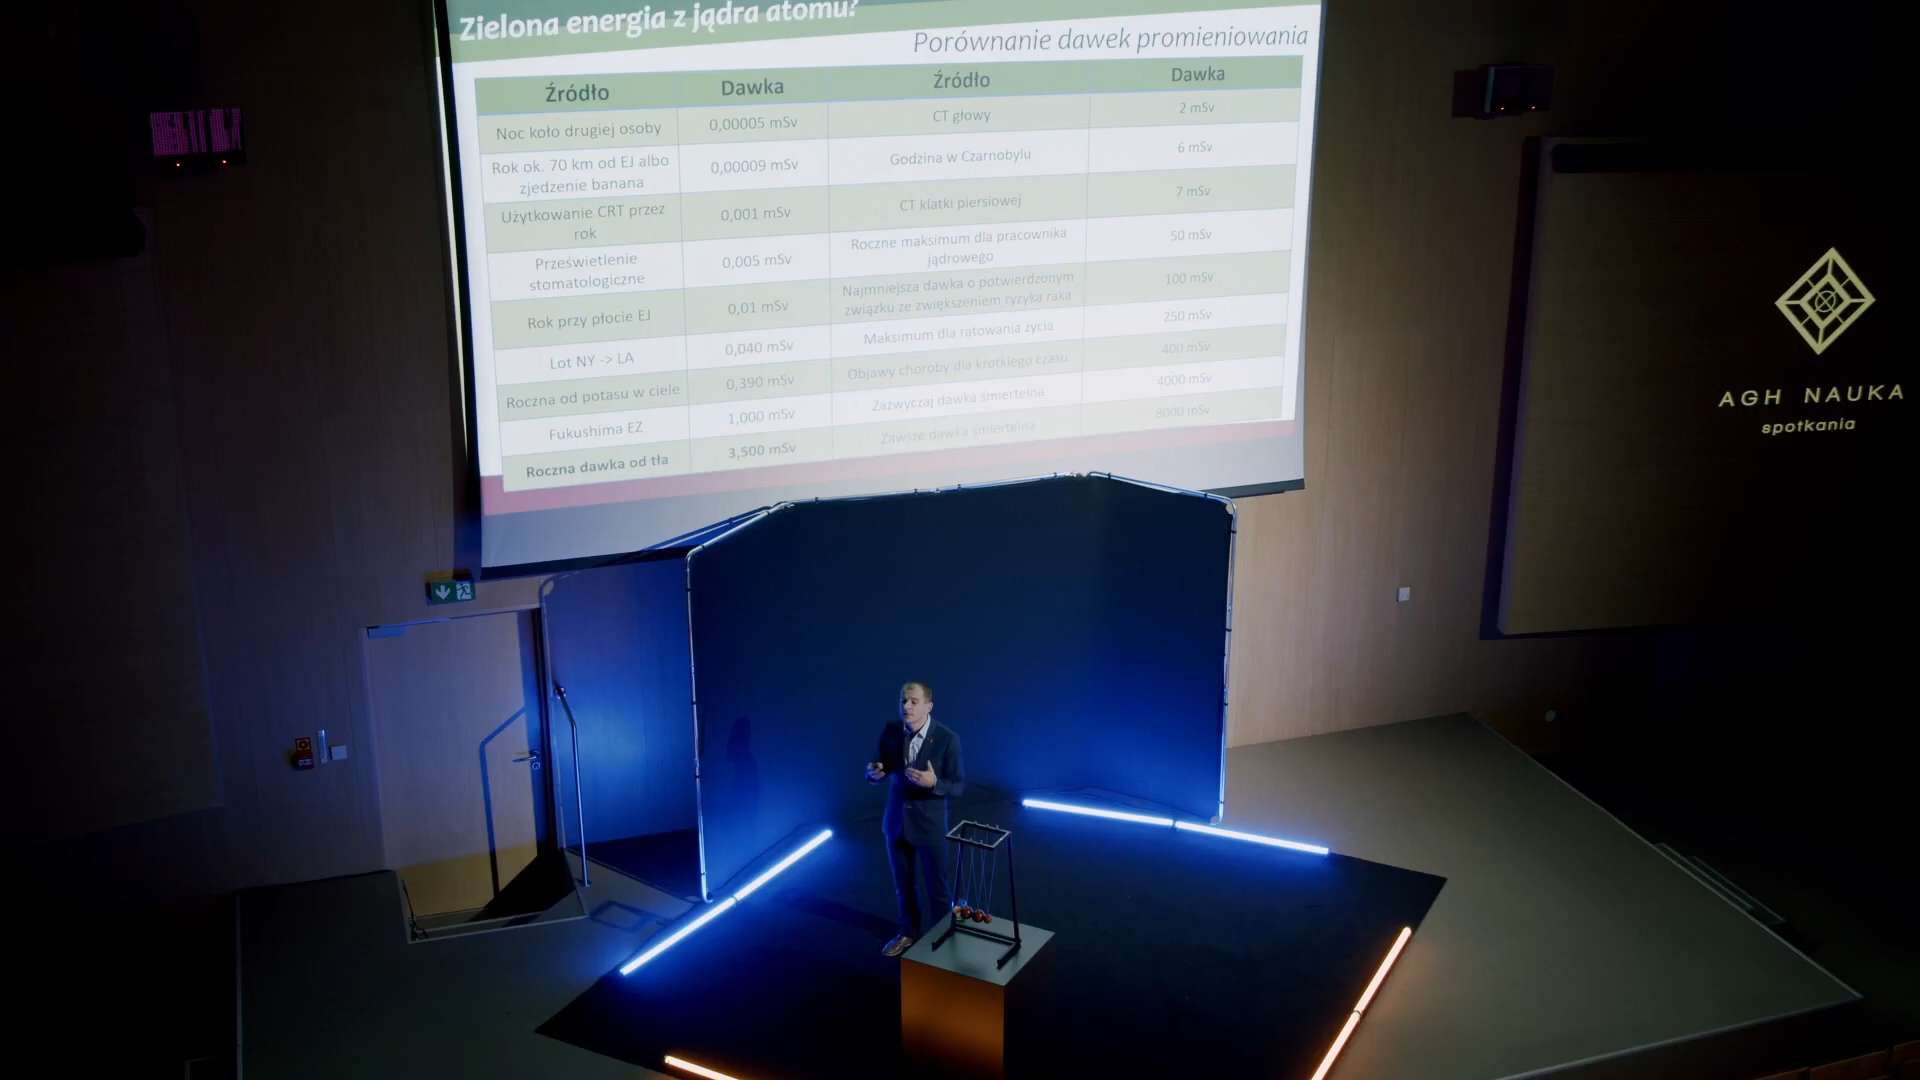 Zielona energia z jądra atomu?
Porównanie dawek promieniowania
Źródło Dawka Źródło Dawka
Noc koło drugiej osoby 0,00005 mSv CT głowy 2 mSv
Rok ok. 70 km od EJ albo
zjedzenie banana 0,00009 mSv Godzina w Czarnobylu 6 mSv
Użytkowanie CRT przez
rok 0,001 mSv CT klatki piersiowej 7 mSv
Prześwietlenie
stomatologiczne 0,005 mSv Roczne maksimum dla pracownika
jądrowego 50 mSv
Rok przy płocie EJ 0,01 mSv Najmniejsza dawka o potwierdzonym
związku ze zwiększeniem ryzyka raka 100 mSv
Lot NY -> LA 0,040 mSv Maksimum dla ratowania życia 250 mSv
Roczna od potasu w ciele 0,390 mSv Objawy choroby dla krótkiego czasu 400 mSv
Fukushima EZ 1,000 mSv Zazwyczaj dawka śmiertelna 4000 mSv
Roczna dawka od tła 3,500 mSv Zawsze dawka śmiertelna 8000 mSv
AGH NAUKA
spotkania